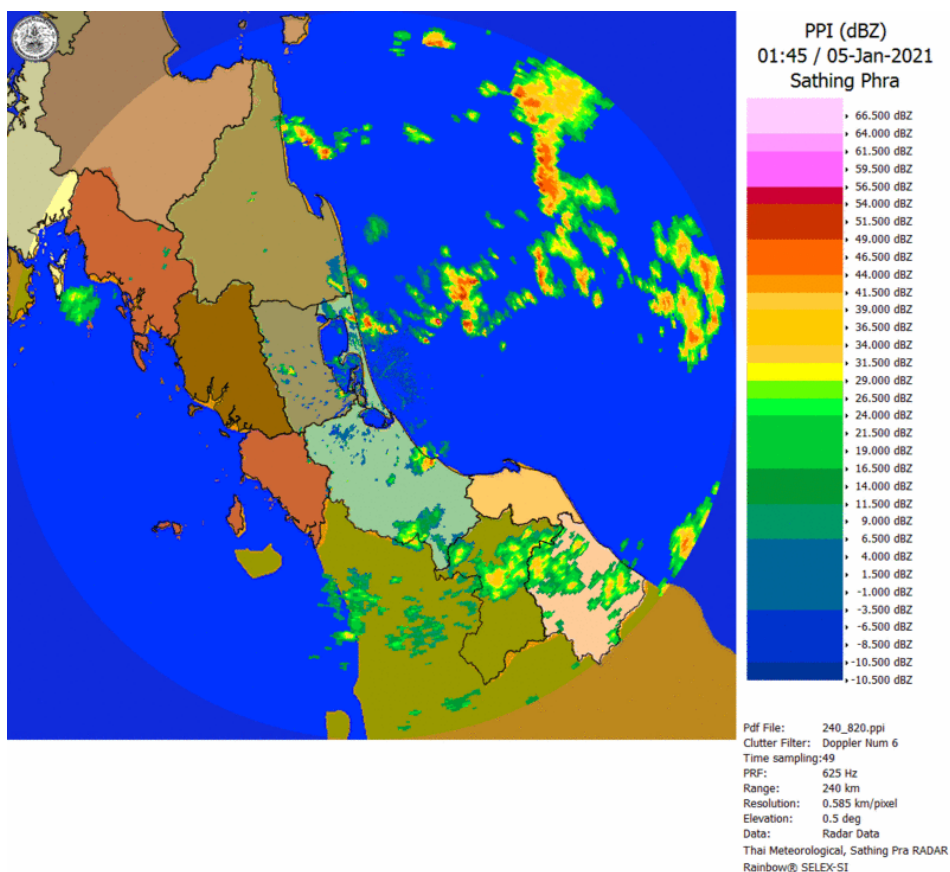 PPI (dBZ)
01:45 / 05-Jan-2021
Sathing Phra
66.500 dBZ
64.000 dBZ
61.500 dBZ
59.500 dBZ
56.500 dBZ
54.000 dBZ
51.500 dBZ
49.000 dBZ
46.500 dBZ
44.000 dBZ
41.500 dBZ
39.000 dBZ
36.500 dBZ
34.000 dBZ
31.500 dBZ
29.000 dBZ
26.500 dBZ
24.000 dBZ
21.500 dBZ
19.000 dBZ
16.500 dBZ
14.000 dBZ
11.500 dBZ
9.000 dBZ
6.500 dBZ
4.000 dBZ
1.500 dBZ
-1.000 dBZ
-3.500 dBZ
-6.500 dBZ
-8.500 dBZ
-10.500 dBZ
-10.500 dBZ
Pdf File: 240_820.ppi
Clutter Filter: Doppler Num 6
Time sampling:49
PRF: 625 Hz
Range: 240 km
Resolution: 0.585 km/pixel
Elevation: 0.5 deg
Data: Radar Data
Thai Meteorological, Sathing Pra RADAR
Rainbow® SELEX-SI